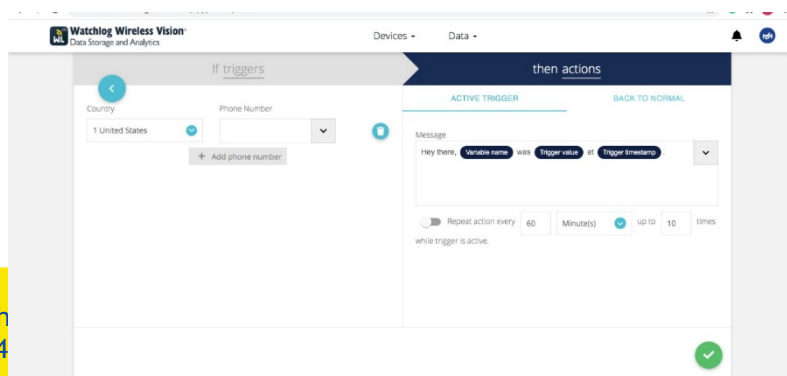 Watchlog Wireless Vision
Data Storage and Analytics
Devices
Data
If triggers
then actions
Country
Phone Number
1 United States
+ Add phone number
ACTIVE TRIGGER
BACK TO NORMAL
Message
Hey there, Variable name was Trigger value at Trigger timestamp .
Repeat action every 60 Minute(s) up to 10 times
while trigger is active.